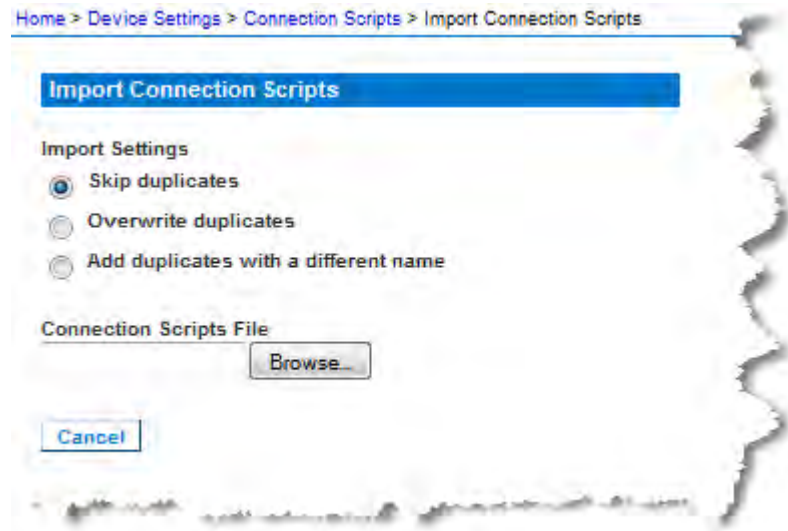 Home > Device Settings > Connection Scripts > Import Connection Scripts
Import Connection Scripts
Import Settings
Skip duplicates
Overwrite duplicates
Add duplicates with a different name
Connection Scripts File
Browse...
Cancel